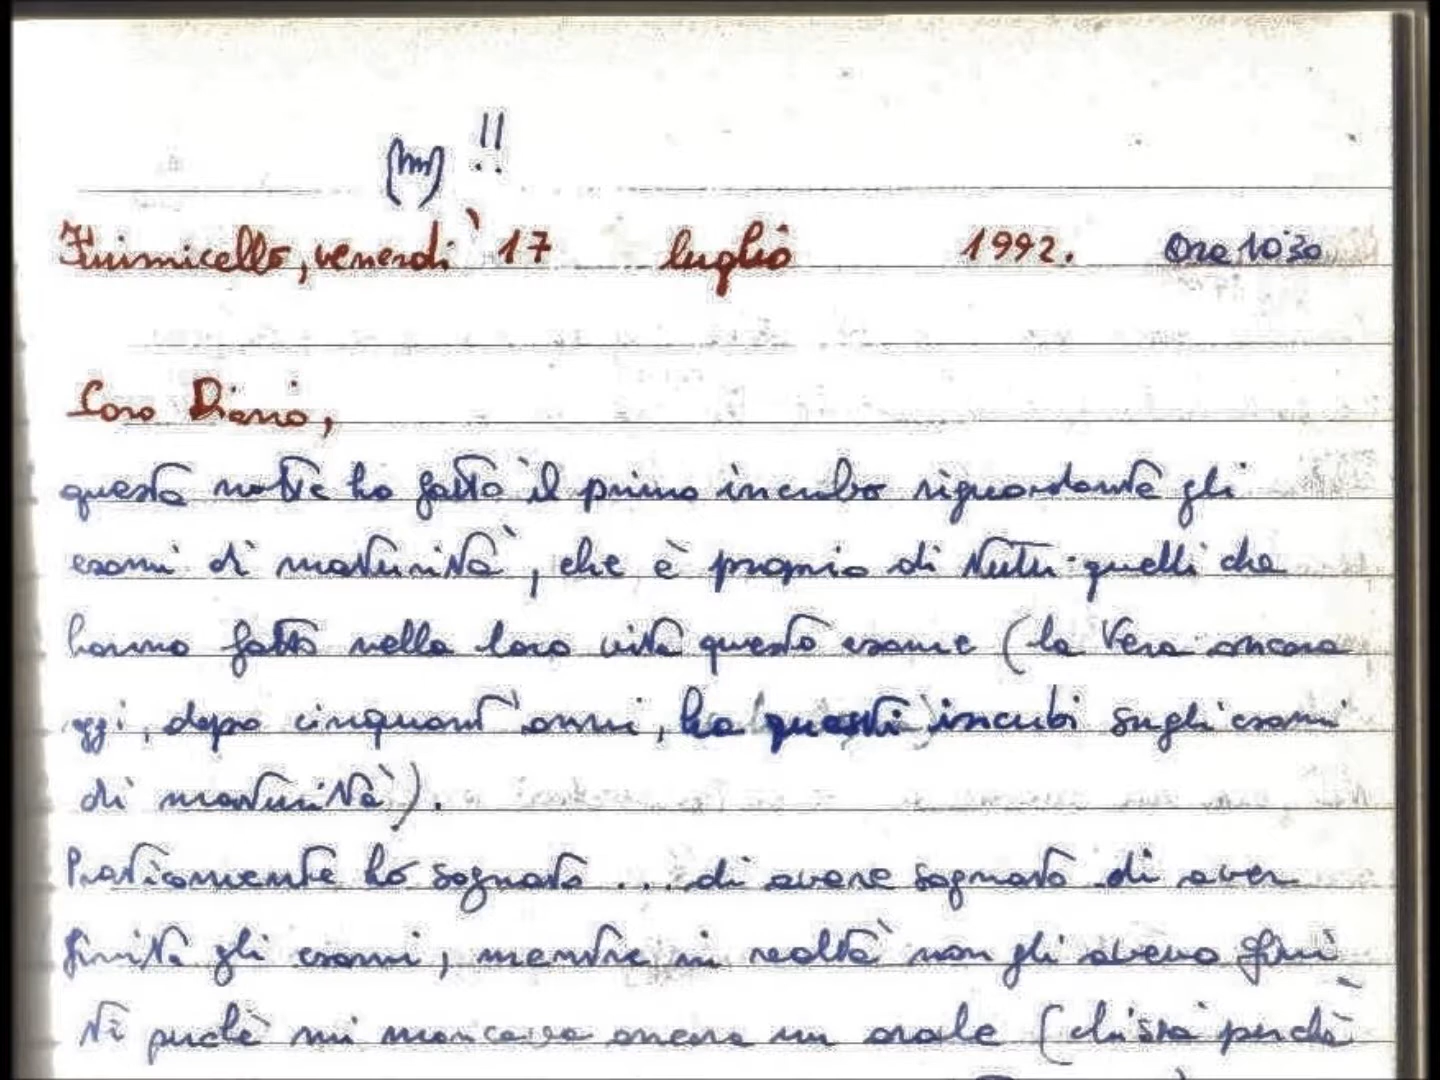 !!
Fiumicello, venerdì 17 luglio 1992. Ore 10:30
Caro Diario,
questa notte ho fatto il primo incubo riguardante gli
esami di maturità, che è proprio di tutti quelli che
hanno fatto nella loro vita questo esame (la Vera ancora
oggi, dopo cinquant'anni, ha questi incubi sugli esami
di maturità).
Praticamente ho sognato ... di avere sognato di aver
finito gli esami, mentre in realtà non gli avevo fini
ti perchè mi mancava ancora un orale (chissà perchè